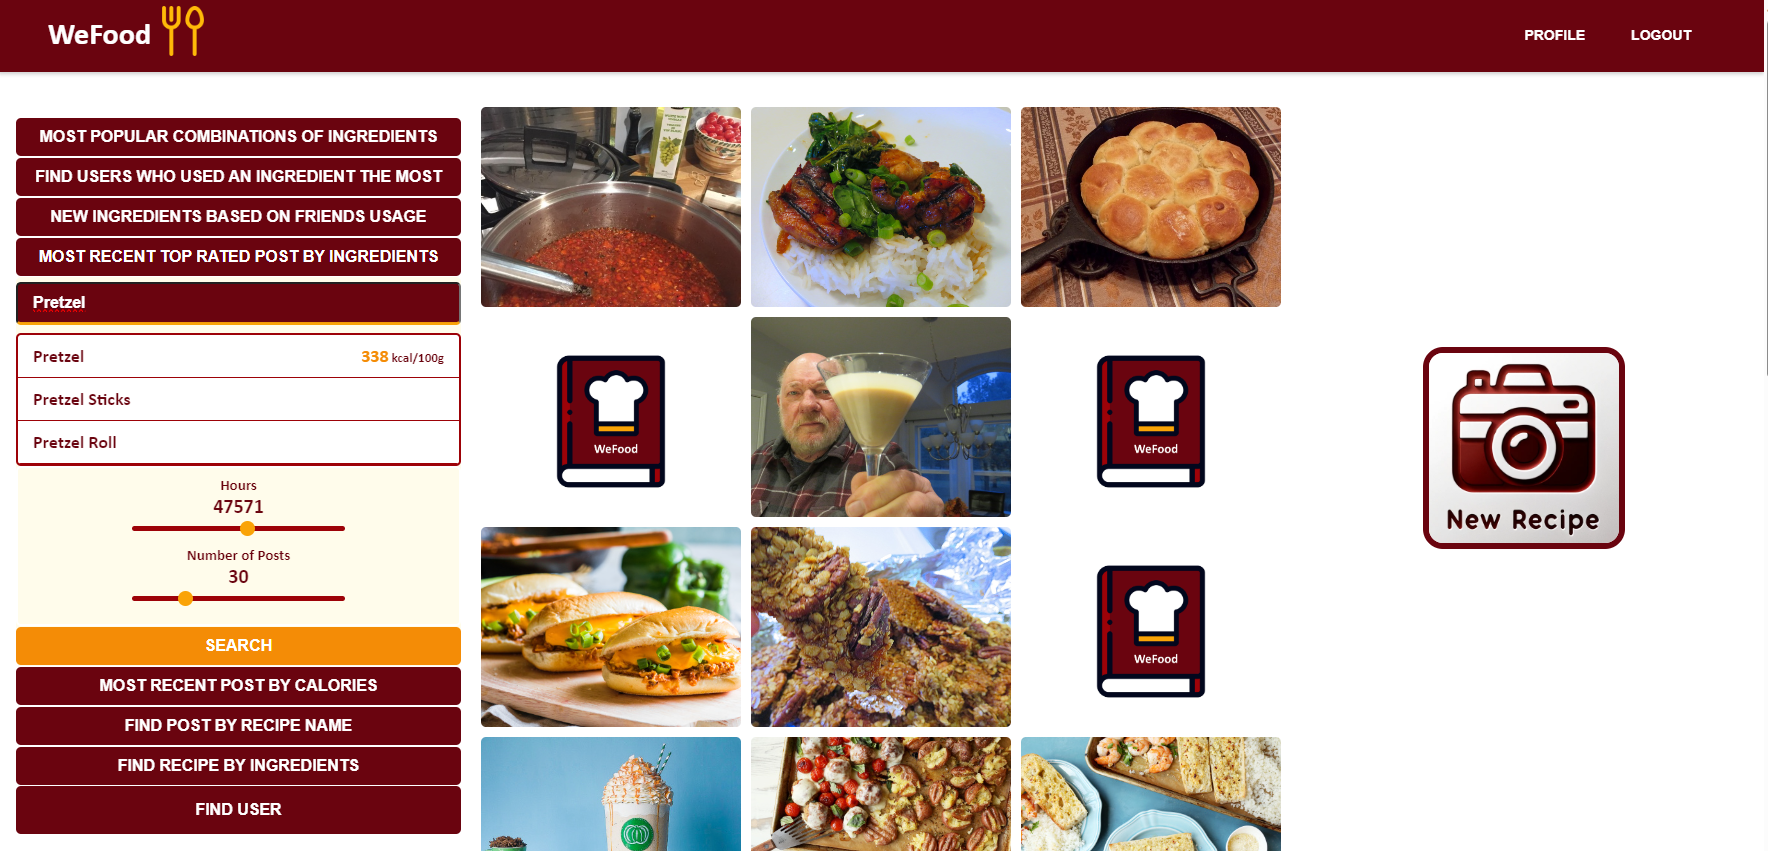 WeFood
PROFILE
LOGOUT
MOST POPULAR COMBINATIONS OF INGREDIENTS
FIND USERS WHO USED AN INGREDIENT THE MOST
NEW INGREDIENTS BASED ON FRIENDS USAGE
MOST RECENT TOP RATED POST BY INGREDIENTS
Pretzel
Pretzel 338 kcal/100g
Pretzel Sticks
Pretzel Roll
Hours
47571
Number of Posts
30
SEARCH
MOST RECENT POST BY CALORIES
FIND POST BY RECIPE NAME
FIND RECIPE BY INGREDIENTS
FIND USER
WeFood
WeFood
WeFood
New Recipe